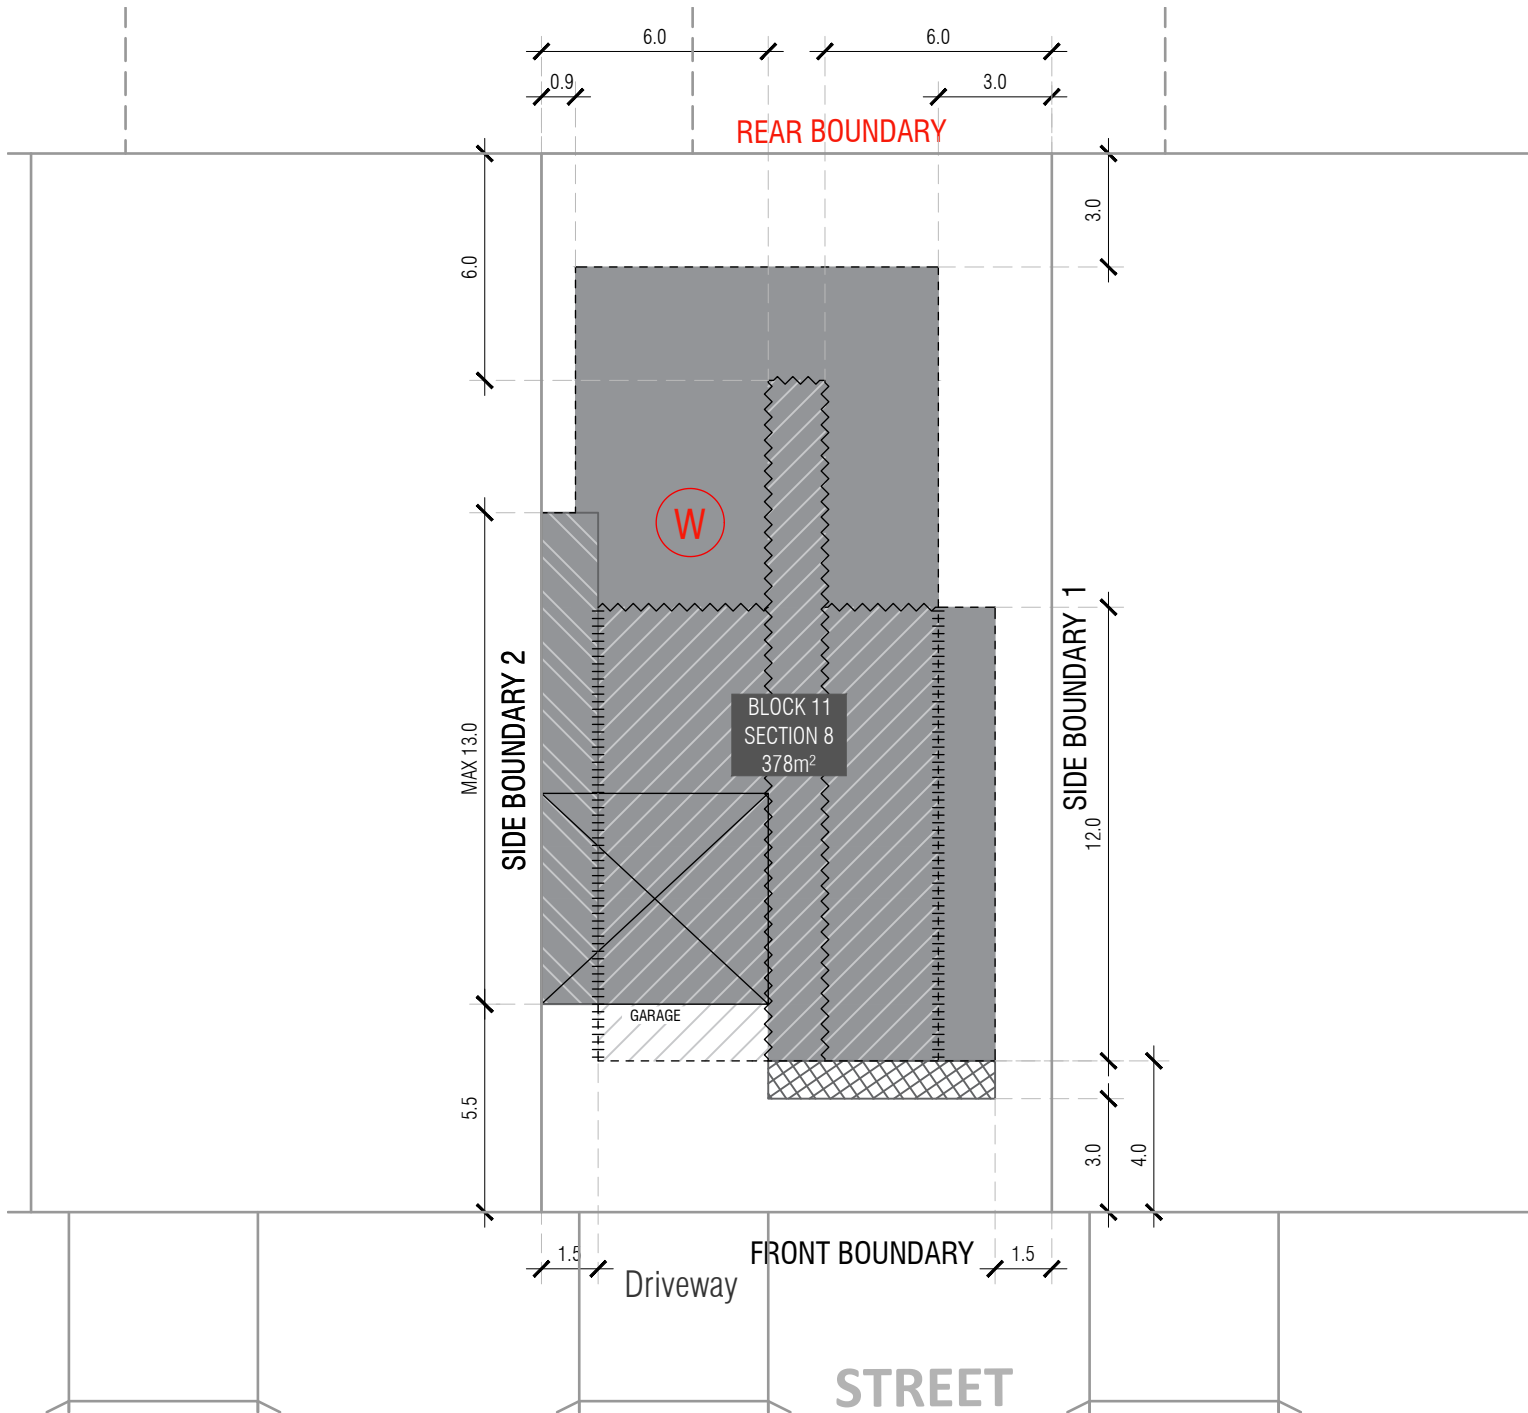 6.0
6.0
0.9
3.0
REAR BOUNDARY
3.0
6.0
W
SIDE BOUNDARY 1
SIDE BOUNDARY 2
BLOCK 11
SECTION 8
378m²
MAX 13.0
12.0
GARAGE
5.5
3.0
4.0
1.5
FRONT BOUNDARY
1.5
Driveway
STREET